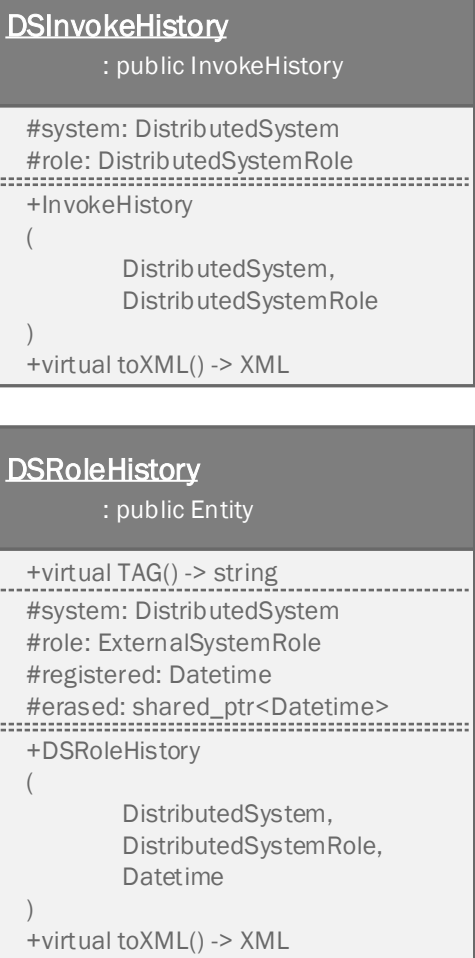 DSInvokeHistory
: public InvokeHistory
#system: DistributedSystem
#role: DistributedSystemRole
+InvokeHistory
(
DistributedSystem,
DistributedSystemRole
)
+virtual toXML() -> XML
DSRoleHistory
: public Entity
+virtual TAG() -> string
#system: DistributedSystem
#role: ExternalSystemRole
#registered: Datetime
#erased: shared_ptr<Datetime>
+DSRoleHistory
(
DistributedSystem,
DistributedSystemRole,
Datetime
)
+virtual toXML() -> XML